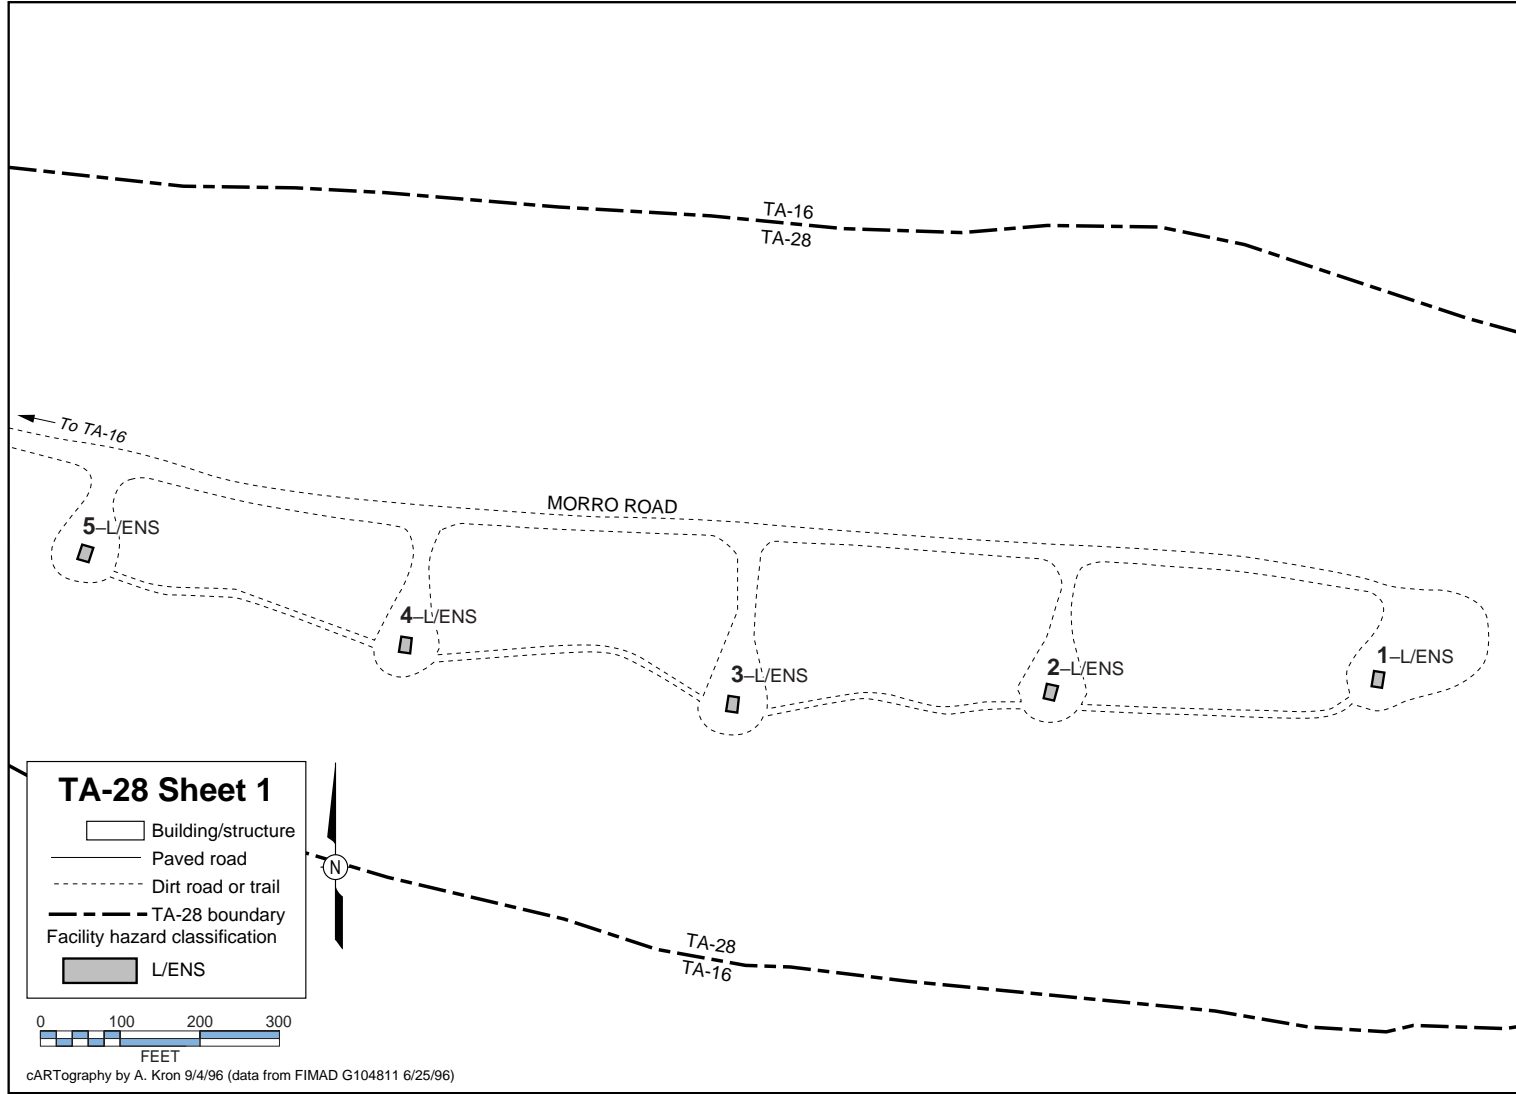 TA-16
TA-28
To TA-16
MORRO ROAD
5–L/ENS
4–L/ENS
3–L/ENS
2–L/ENS
1–L/ENS
TA-28 Sheet 1
Building/structure
Paved road
Dirt road or trail
TA-28 boundary
Facility hazard classification
L/ENS
N
TA-28
TA-16
0 100 200 300
FEET
cARTography by A. Kron 9/4/96 (data from FIMAD G104811 6/25/96)